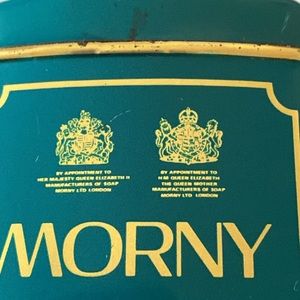 BY APPOINTMENT TO
HER MAJESTY QUEEN ELIZABETH II
MANUFACTURERS OF SOAP
MORNY LTD LONDON
BY APPOINTMENT TO
H M QUEEN ELIZABETH
THE QUEEN MOTHER
MANUFACTURERS OF SOAP
MORNY LTD LONDON
MORNY